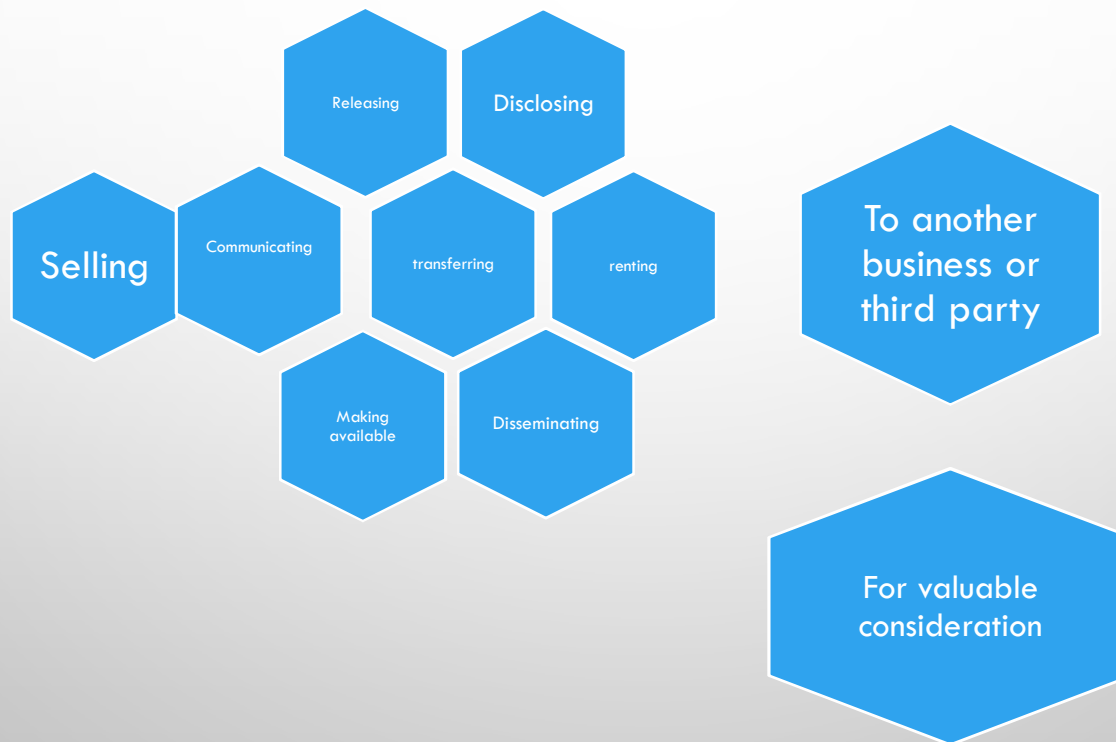 Releasing
Disclosing
Selling
Communicating
transferring
renting
Making
available
Disseminating
To another
business or
third party
For valuable
consideration